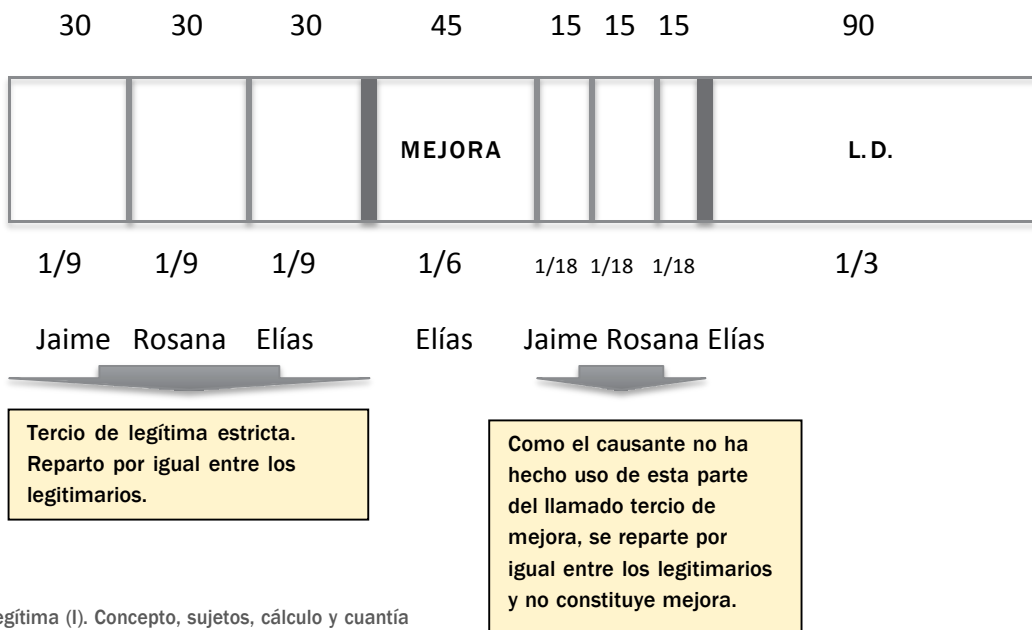 30 30 30 45 15 15 15 90
MEJORA L.D.
1/9 1/9 1/9 1/6 1/18 1/18 1/18 1/3
Jaime Rosana Elías Elías Jaime Rosana Elías
Tercio de legítima estricta.
Reparto por igual entre los
legitimarios.
Como el causante no ha
hecho uso de esta parte
del llamado tercio de
mejora, se reparte por
igual entre los legitimarios
y no constituye mejora.
egítima (I). Concepto, sujetos, cálculo y cuantía